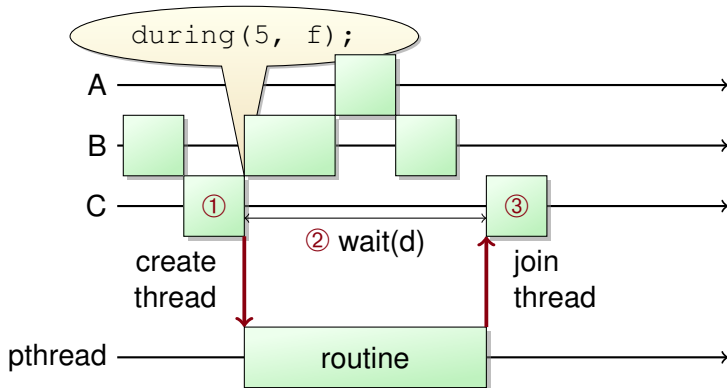 during(5, f);
A
B
C
①
③
② wait(d)
create
thread
join
thread
pthread
routine